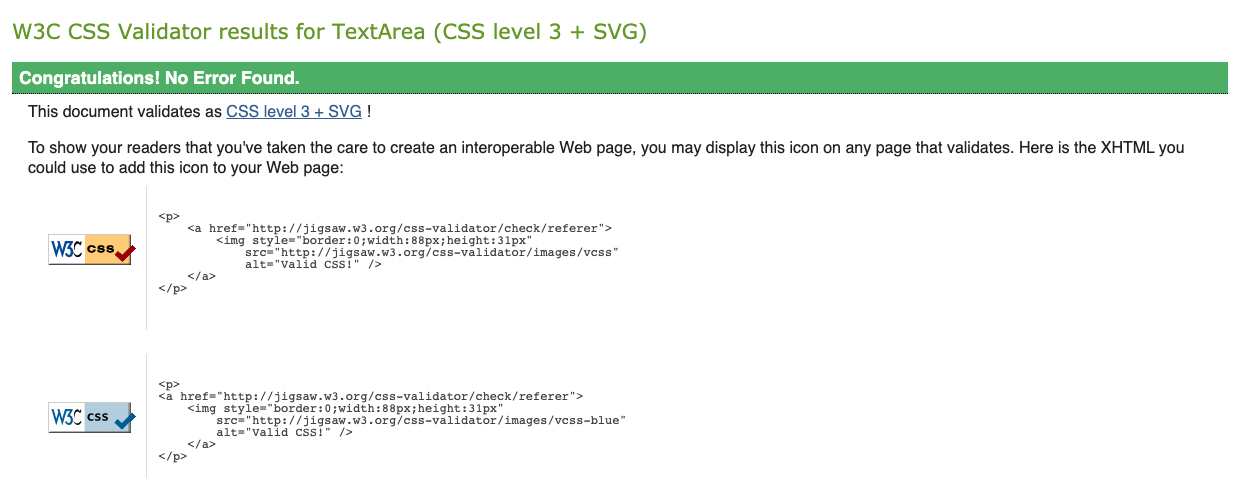 W3C CSS Validator results for TextArea (CSS level 3 + SVG)
Congratulations! No Error Found.
This document validates as CSS level 3 + SVG !
To show your readers that you've taken the care to create an interoperable Web page, you may display this icon on any page that validates. Here is the XHTML you
could use to add this icon to your Web page:
W3C css
<p>
    <a href="http://jigsaw.w3.org/css-validator/check/referer">
        <img style="border:0;width:88px;height:31px"
            src="http://jigsaw.w3.org/css-validator/images/vcss"
            alt="Valid CSS!" />
    </a>
</p>
W3C css
<p>
<a href="http://jigsaw.w3.org/css-validator/check/referer">
    <img style="border:0;width:88px;height:31px"
        src="http://jigsaw.w3.org/css-validator/images/vcss-blue"
        alt="Valid CSS!" />
    </a>
</p>